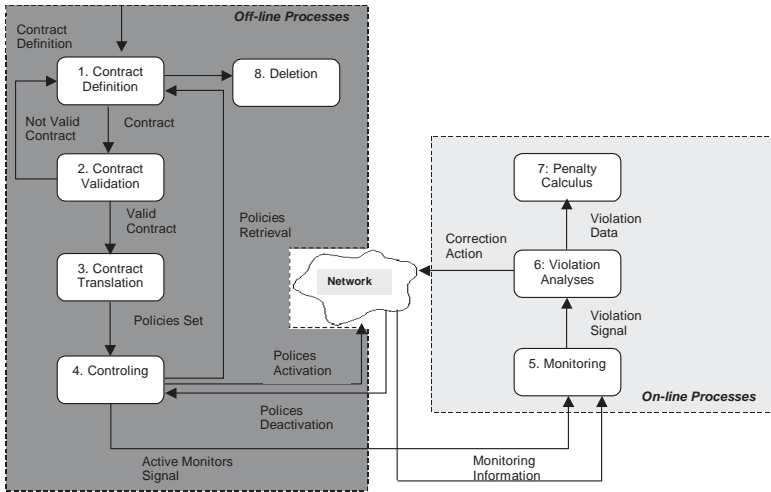 Off-line Processes
Contract
Definition
1. Contract
Definition
8. Deletion
Not Valid
Contract
Contract
2. Contract
Validation
Valid
Contract
Policies
Retrieval
3. Contract
Translation
Policies Set
4. Controling
Polices
Activation
Polices
Deactivation
Active Monitors
Signal
Network
Monitoring
Information
7: Penalty
Calculus
Violation
Data
Correction
Action
6: Violation
Analyses
Violation
Signal
5. Monitoring
On-line Processes